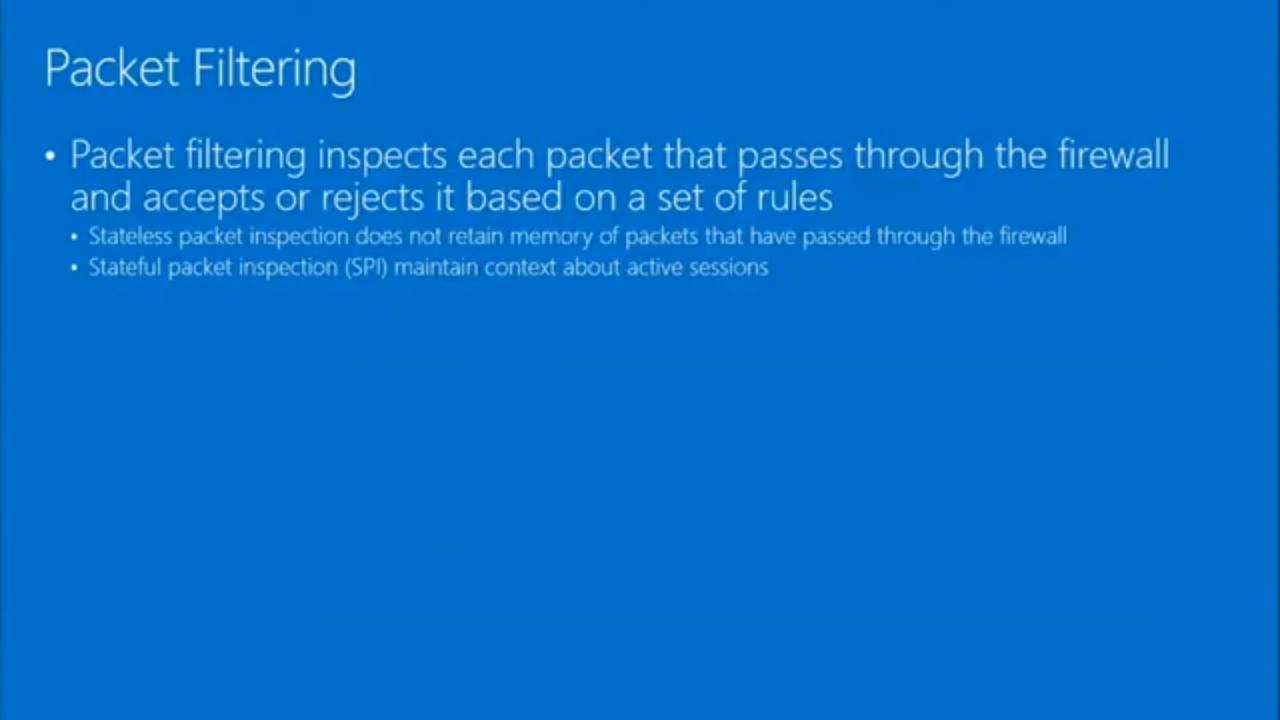 Packet Filtering
• Packet filtering inspects each packet that passes through the firewall
and accepts or rejects it based on a set of rules
• Stateless packet inspection does not retain memory of packets that have passed through the firewall
• Stateful packet inspection (SPI) maintain context about active sessions